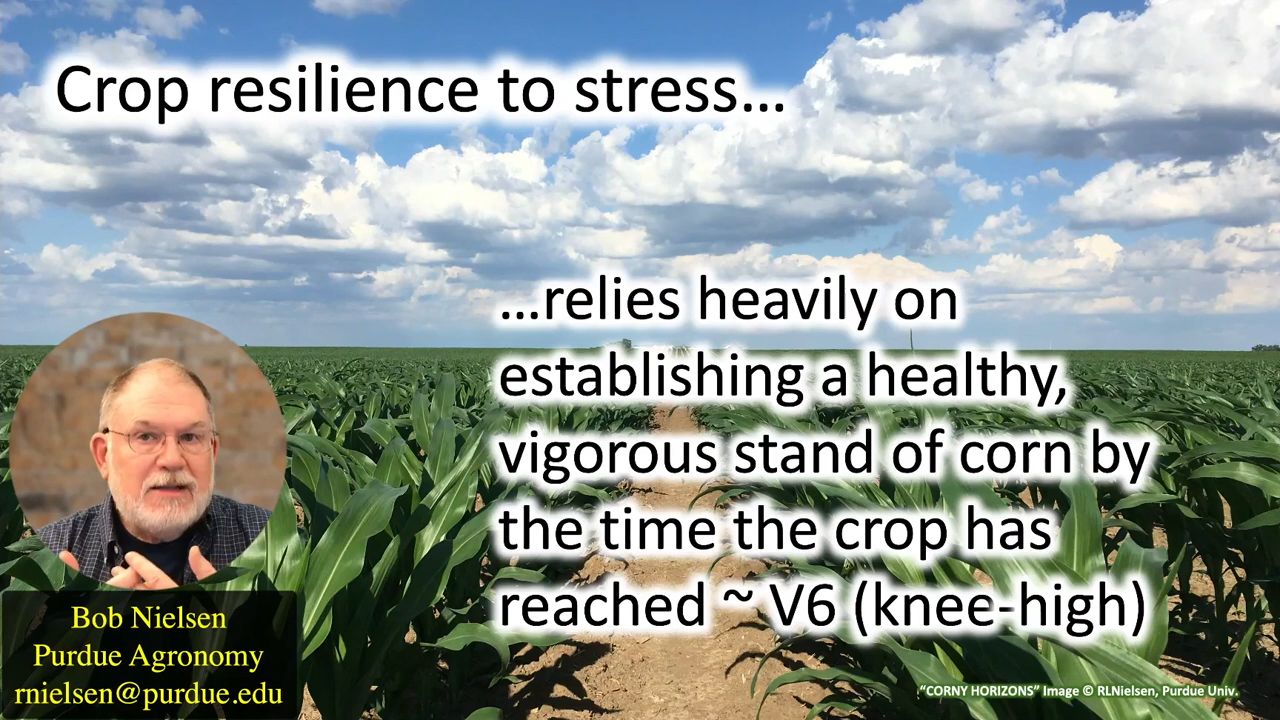 Crop resilience to stress…
…relies heavily on
establishing a healthy,
vigorous stand of corn by
the time the crop has
reached ~ V6 (knee-high)
Bob Nielsen
Purdue Agronomy
rnielsen@purdue.edu
“CORNY HORIZONS” Image © RLNielsen, Purdue Univ.